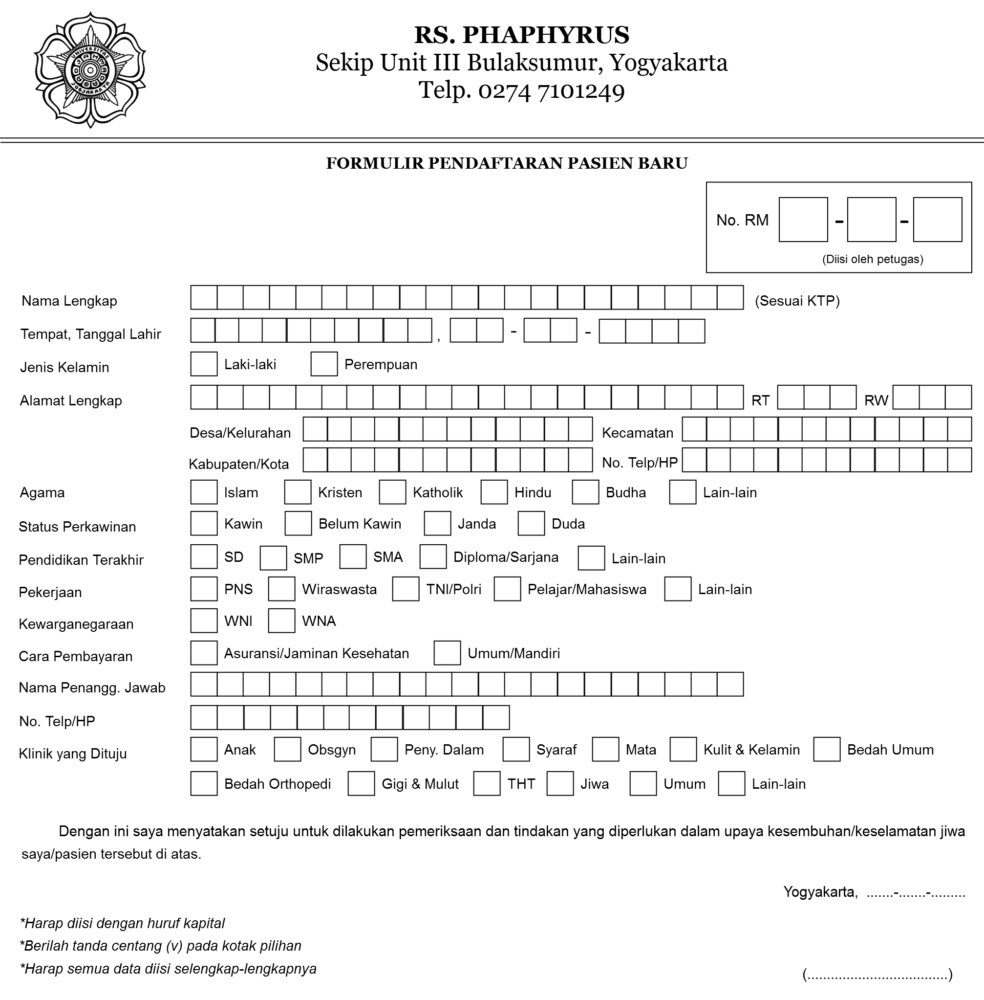 UNIVERSITAS GADJAH MADA
JOGJAKARTA
RS. PHAPHYRUS
Sekip Unit III Bulaksumur, Yogyakarta
Telp. 0274 7101249
FORMULIR PENDAFTARAN PASIEN BARU
No. RM - -
(Diisi oleh petugas)
Nama Lengkap (Sesuai KTP)
Tempat, Tanggal Lahir , - -
Jenis Kelamin Laki-laki Perempuan
Alamat Lengkap RT RW
Desa/Kelurahan Kecamatan
Kabupaten/Kota No. Telp/HP
Agama Islam Kristen Katholik Hindu Budha Lain-lain
Status Perkawinan Kawin Belum Kawin Janda Duda
Pendidikan Terakhir SD SMP SMA Diploma/Sarjana Lain-lain
Pekerjaan PNS Wiraswasta TNI/Polri Pelajar/Mahasiswa Lain-lain
Kewarganegaraan WNI WNA
Cara Pembayaran Asuransi/Jaminan Kesehatan Umum/Mandiri
Nama Penangg. Jawab
No. Telp/HP
Klinik yang Dituju Anak Obsgyn Peny. Dalam Syaraf Mata Kulit & Kelamin Bedah Umum
Bedah Orthopedi Gigi & Mulut THT Jiwa Umum Lain-lain
Dengan ini saya menyatakan setuju untuk dilakukan pemeriksaan dan tindakan yang diperlukan dalam upaya kesembuhan/keselamatan jiwa
saya/pasien tersebut di atas.
Yogyakarta, .......-.......-.........
*Harap diisi dengan huruf kapital
*Berilah tanda centang (v) pada kotak pilihan
*Harap semua data diisi selengkap-lengkapnya
(....................................)